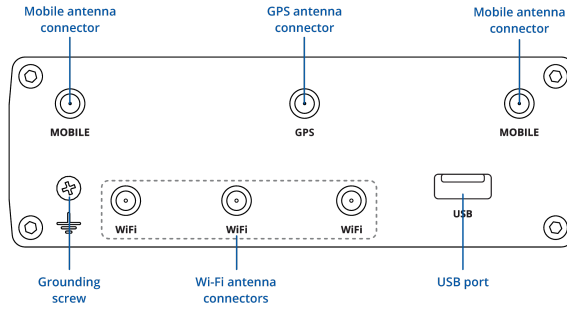 Mobile antenna
connector
GPS antenna
connector
Mobile antenna
connector
MOBILE
GPS
MOBILE
WiFi
WiFi
WiFi
USB
Grounding
screw
Wi-Fi antenna
connectors
USB port